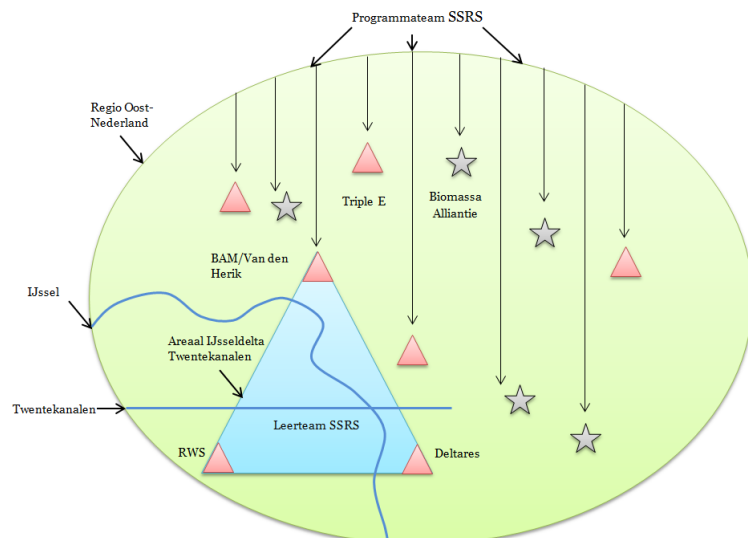 Programmateam SSRS
Regio Oost-
Nederland
Triple E
Biomassa
Alliantie
BAM/Van den
Herik
IJssel
Areaal IJsseldelta
Twentekanalen
Twentekanalen
Leerteam SSRS
RWS
Deltares